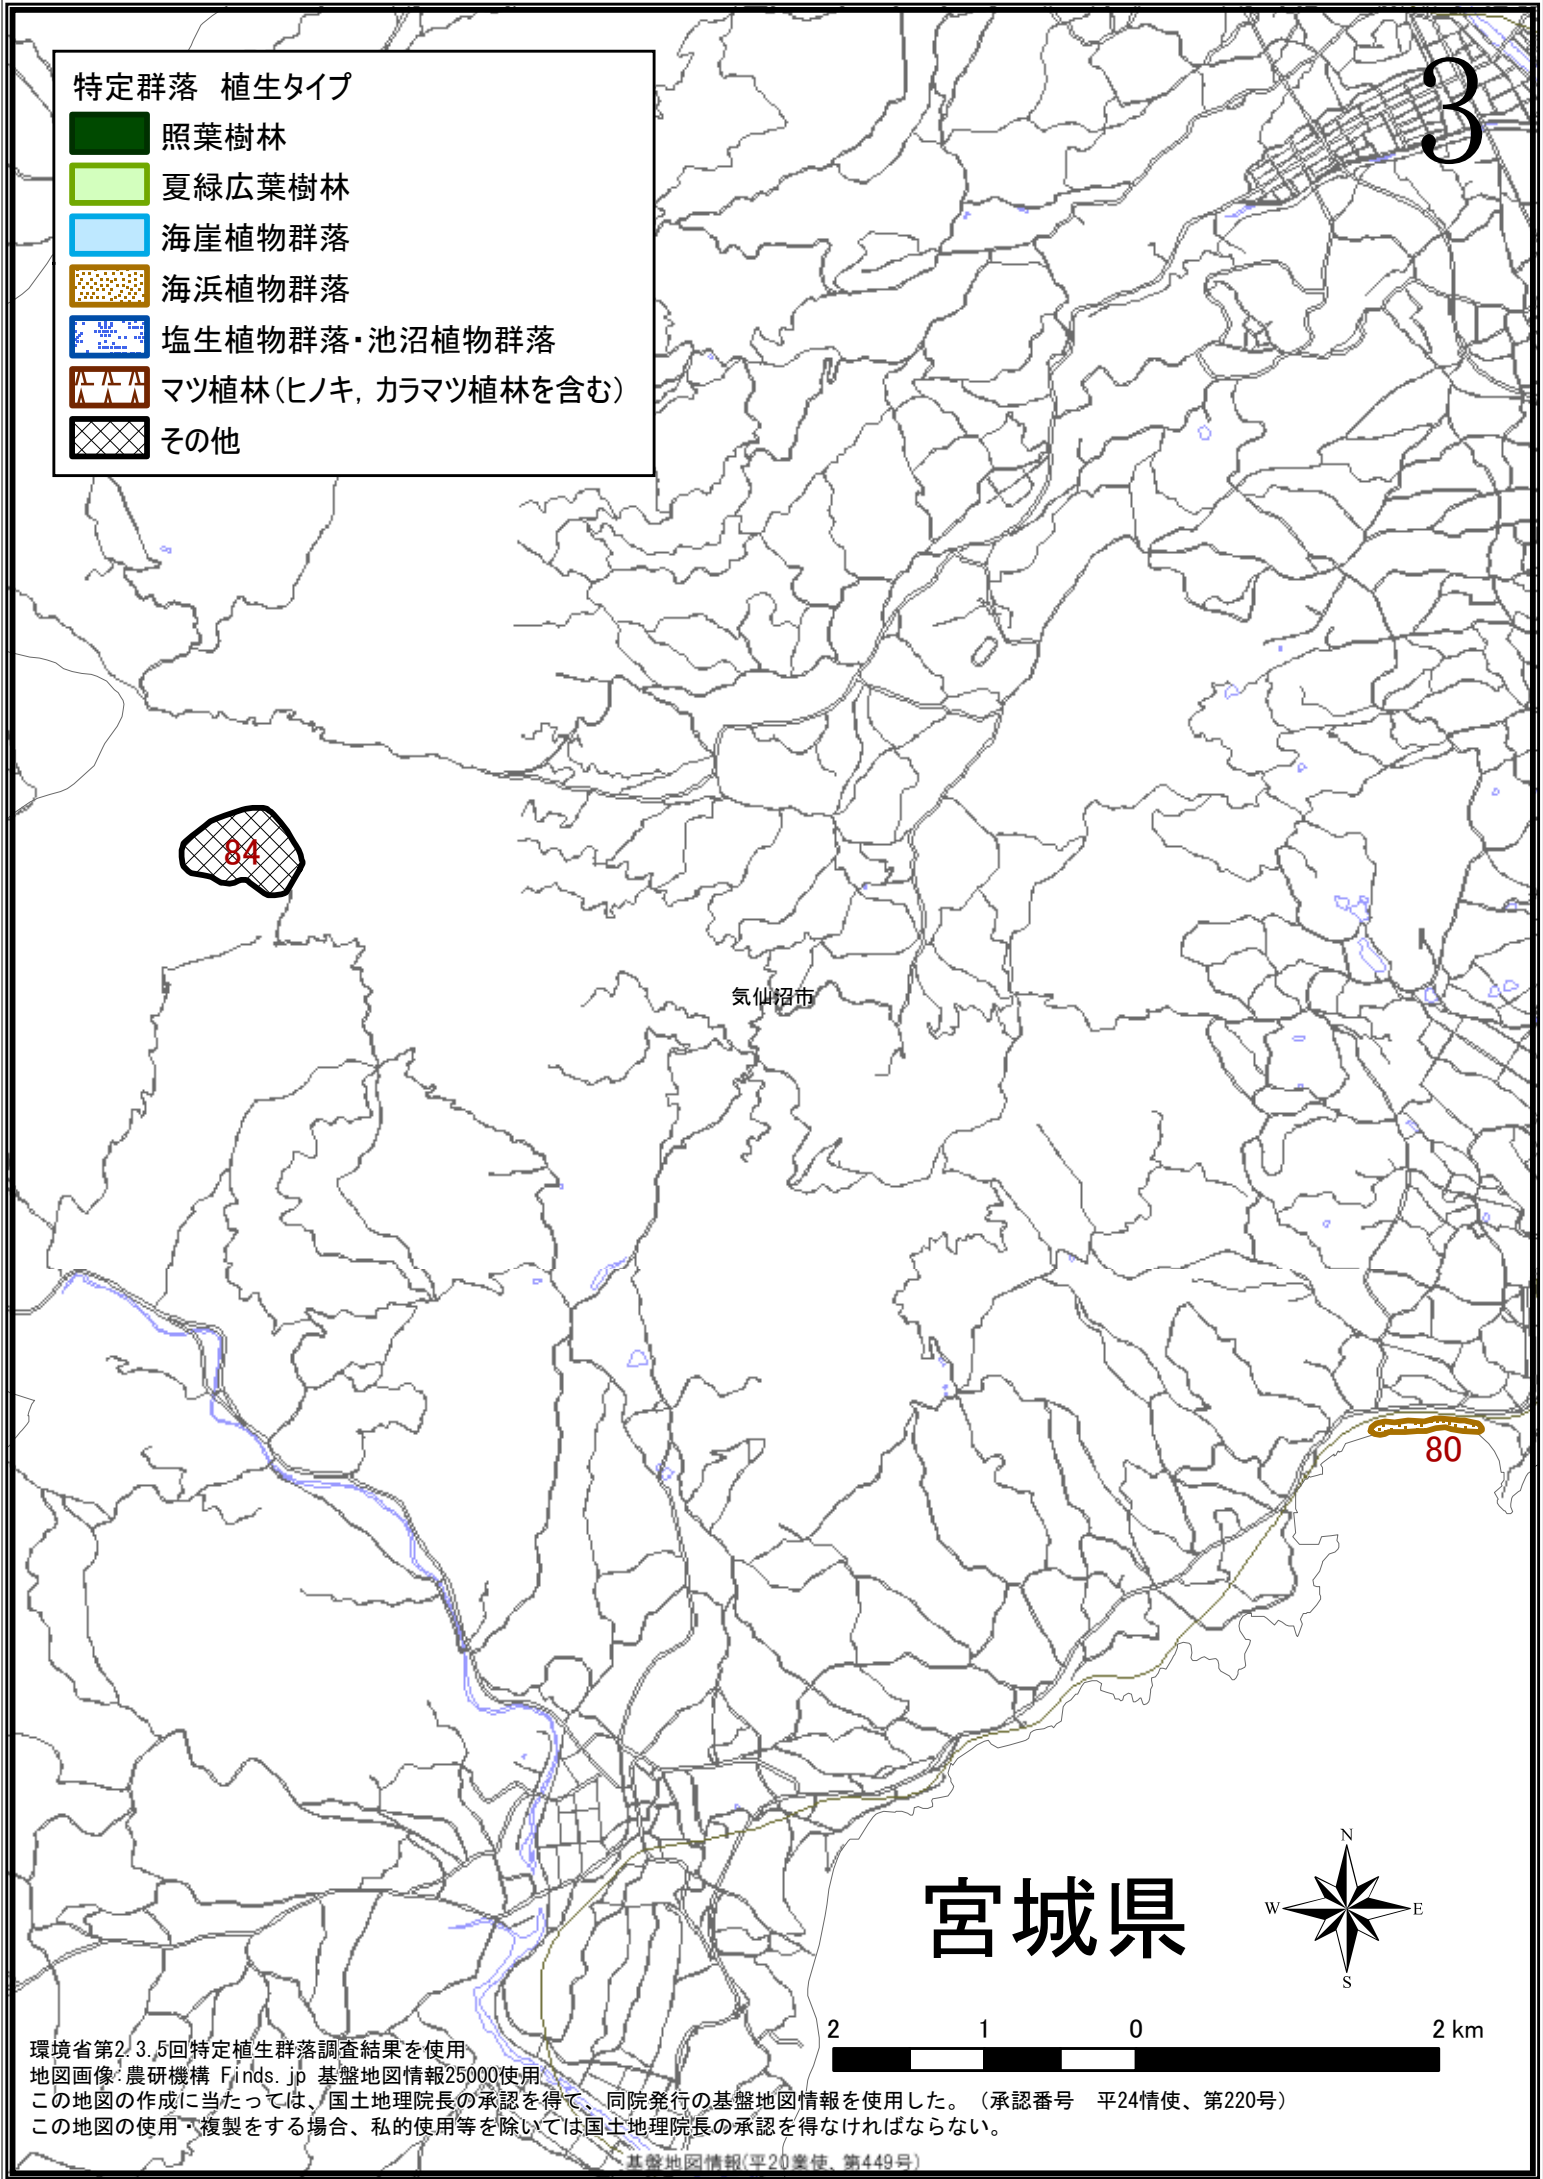 3
特定群落　植生タイプ
照葉樹林
夏緑広葉樹林
海崖植物群落
海浜植物群落
塩生植物群落・池沼植物群落
マツ植林（ヒノキ，カラマツ植林を含む）
その他
84
気仙沼市
80
宮城県
N
W E
S
2 1 0 2 km
環境省第2.3.5回特定植生群落調査結果を使用
地図画像:農研機構 Finds.jp 基盤地図情報25000使用
この地図の作成に当たっては、国土地理院長の承認を得て、同院発行の基盤地図情報を使用した。（承認番号　平24情使、第220号）
この地図の使用・複製をする場合、私的使用等を除いては国土地理院長の承認を得なければならない。
基盤地図情報(平20業使、第449号)